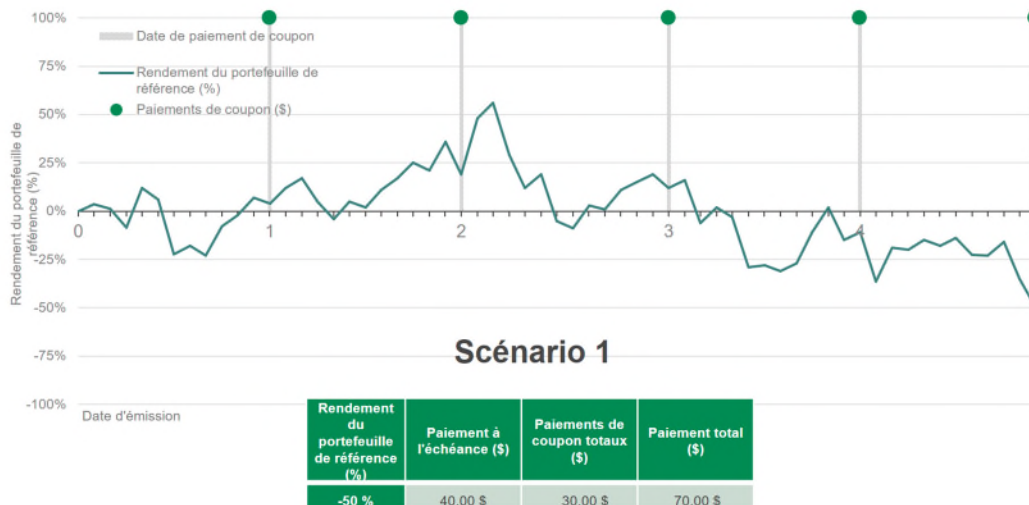 100%
Date de paiement de coupon
75%
Rendement du portefeuille de
référence (%)
Paiements de coupon ($)
50%
25%
0%
-25%
-50%
-75%
-100%
Rendement du portefeuille de
référence (%)
0
1
2
3
4
Scénario 1
Date d'émission
Rendement
du
portefeuille
de référence
(%)
Paiement à
l'échéance ($)
Paiements de
coupon totaux
($)
Paiement total
($)
-50 %
40,00 $
30,00 $
70,00 $